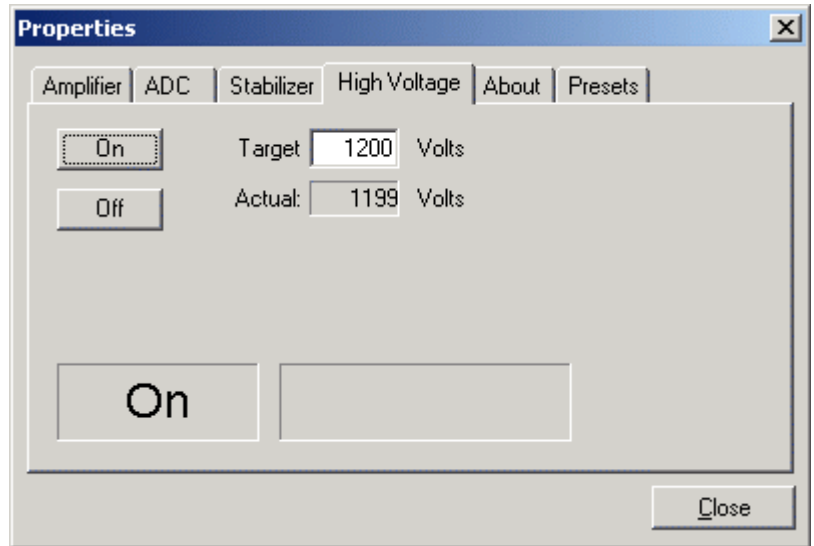 Properties
Amplifier ADC Stabilizer High Voltage About Presets
On Target 1200 Volts
Off Actual: 1199 Volts
On
Close